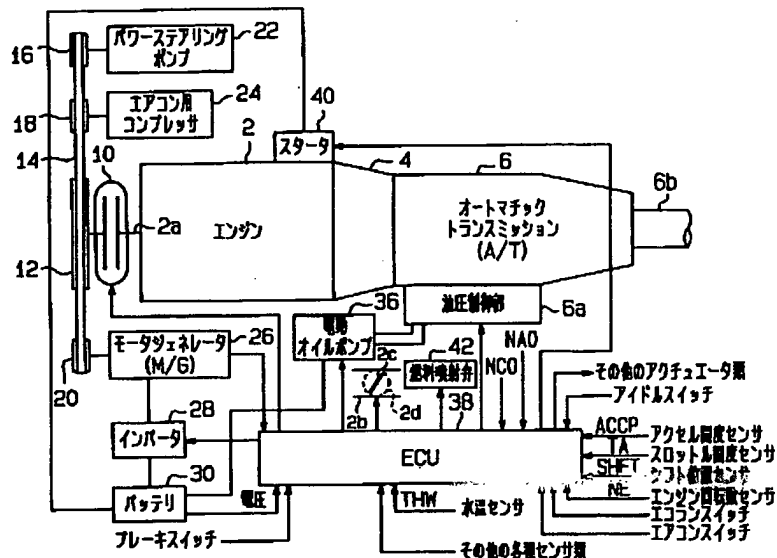 16
パワーステアリング
ポンプ
22
18
エアコン用
コンプレッサ
24
14
10
2
40
スタータ
4
6
6b
2a
エンジン
オートマチック
トランスミッション
(A/T)
12
36
油圧制御部
6a
電動
オイルポンプ
26
モータジェネレータ
(M/G)
20
2c
42
燃料噴射弁
NCO
NAO
その他のアクチュエータ類
アイドルスイッチ
28
インバータ
2b
2d
38
ECU
ACCP
アクセル開度センサ
TA
スロットル開度センサ
SHFT
シフト位置センサ
NE
エンジン回転数センサ
30
バッテリ
電圧
THW
水温センサ
エコランスイッチ
エアコンスイッチ
ブレーキスイッチ
その他の各種センサ類